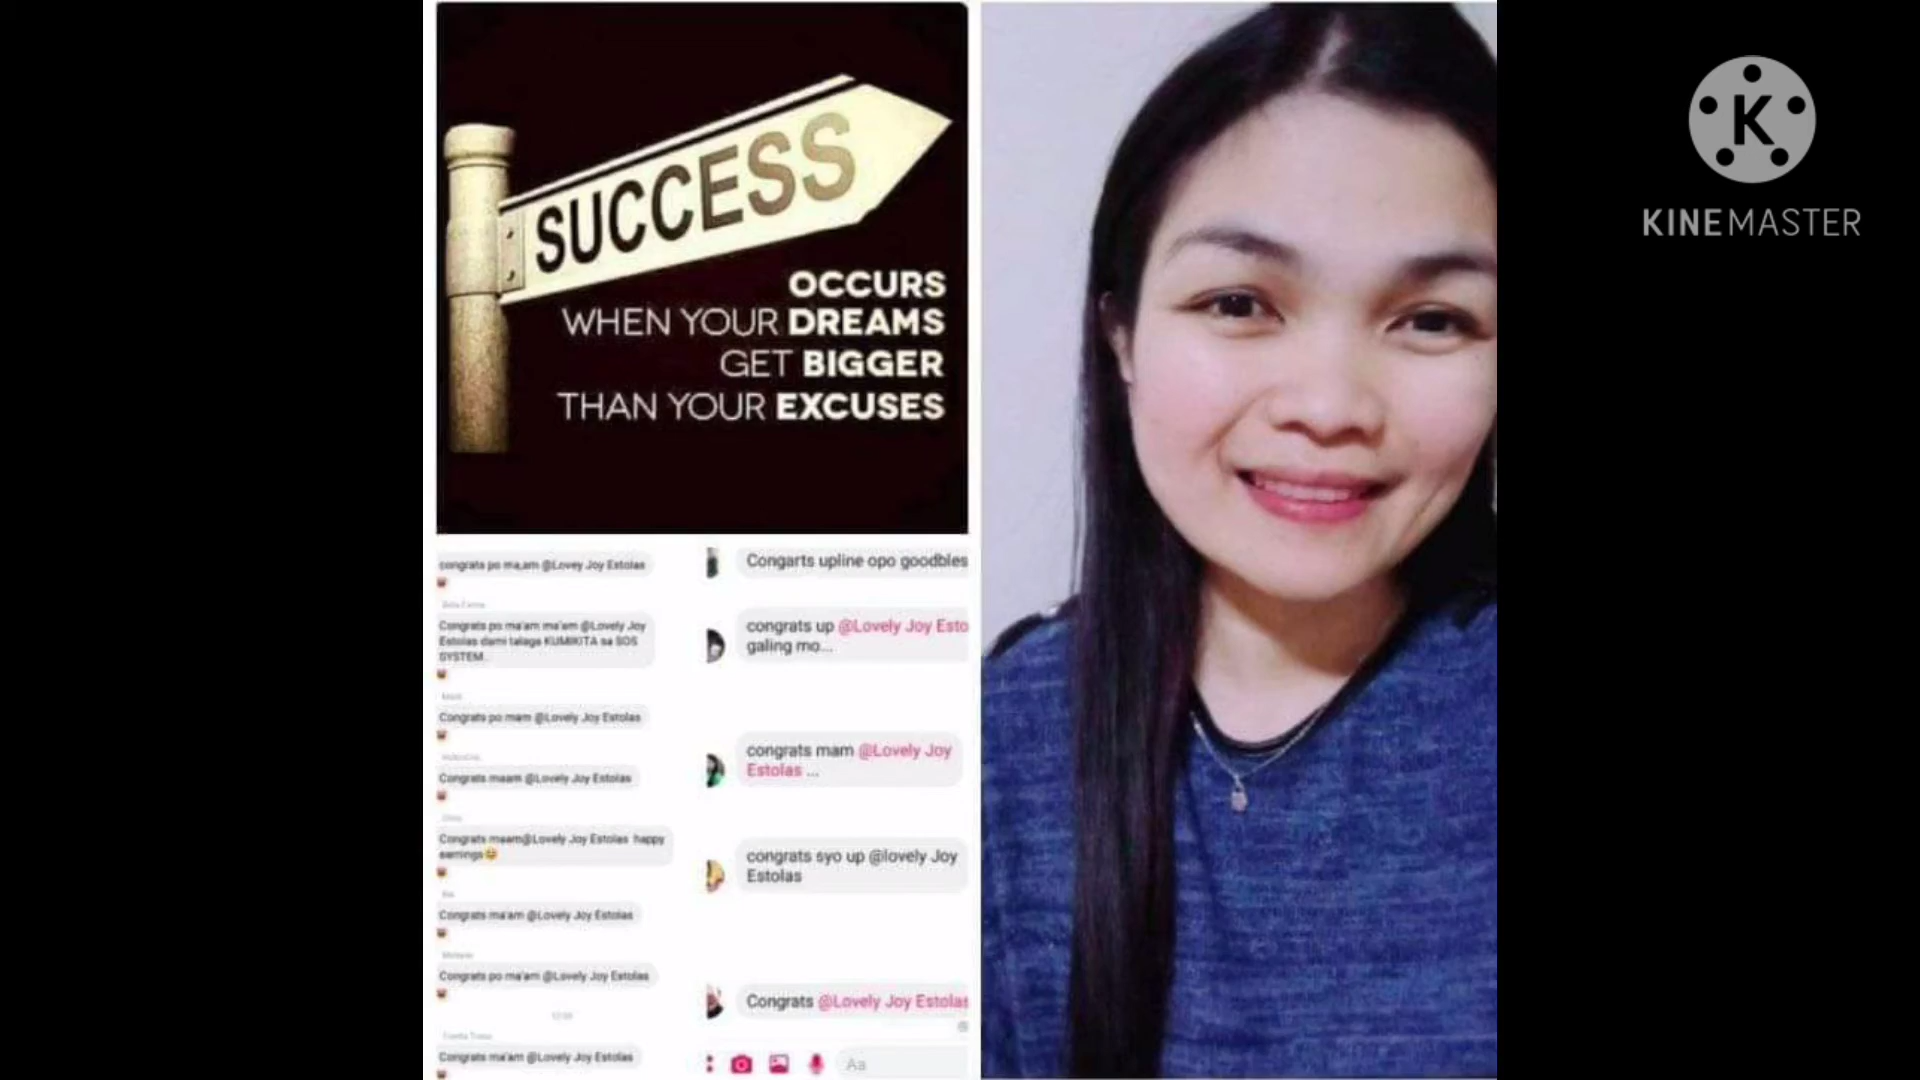 SUCCESS
OCCURS
WHEN YOUR DREAMS
GET BIGGER
THAN YOUR EXCUSES
congrats po ma,am @Lovey Joy Estolas
Congrats po ma'am ma'am @Lovely Joy
Estolas dami talaga KUMIKITA sa SOS
SYSTEM..
Congrats po mam @Lovely Joy Estolas
Congrats maam @Lovely Joy Estolas
Congrats maam@Lovely Joy Estolas happy
earnings
Congrats ma'am @Lovely Joy Estolas
Congrats po ma'am @Lovely Joy Estolas
Congrats ma'am @Lovely Joy Estolas
Congarts upline opo goodbles
congrats up @Lovely Joy Esto
galing mo...
congrats mam @Lovely Joy
Estolas ...
congrats syo up @lovely Joy
Estolas
Congrats @Lovely Joy Estolas
Aa
K
KINEMASTER